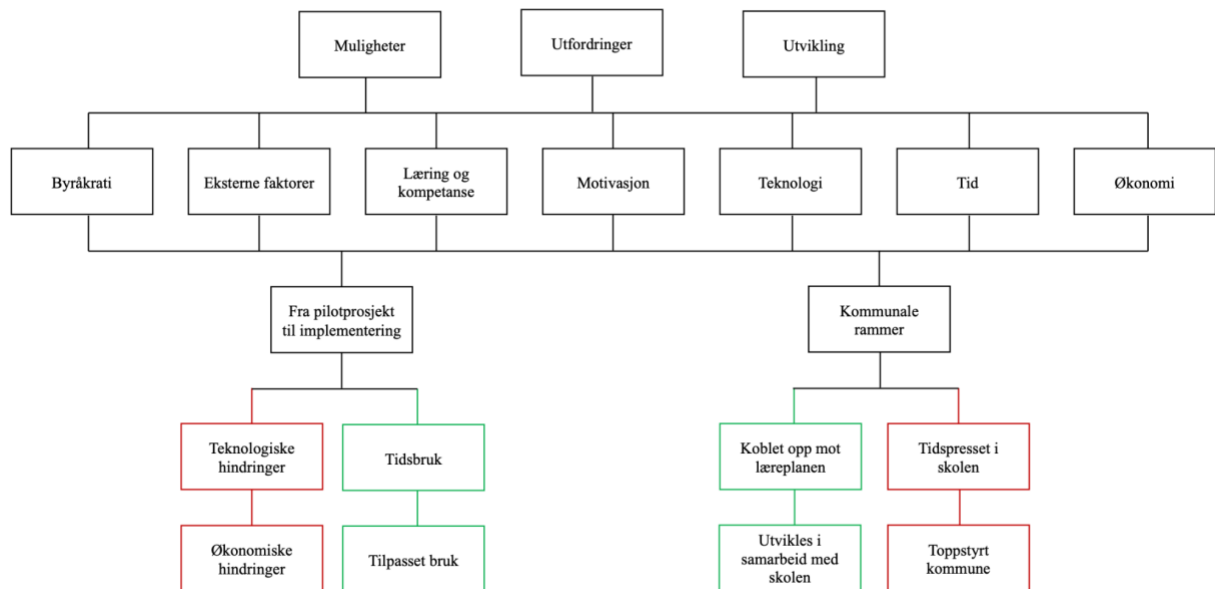 Muligheter
Utfordringer
Utvikling
Byråkrati
Eksterne faktorer
Læring og
kompetanse
Motivasjon
Teknologi
Tid
Økonomi
Fra pilotprosjekt
til implementering
Kommunale
rammer
Teknologiske
hindringer
Tidsbruk
Koblet opp mot
læreplanen
Tidspresset i
skolen
Økonomiske
hindringer
Tilpasset bruk
Utvikles i
samarbeid med
skolen
Toppstyrt
kommune